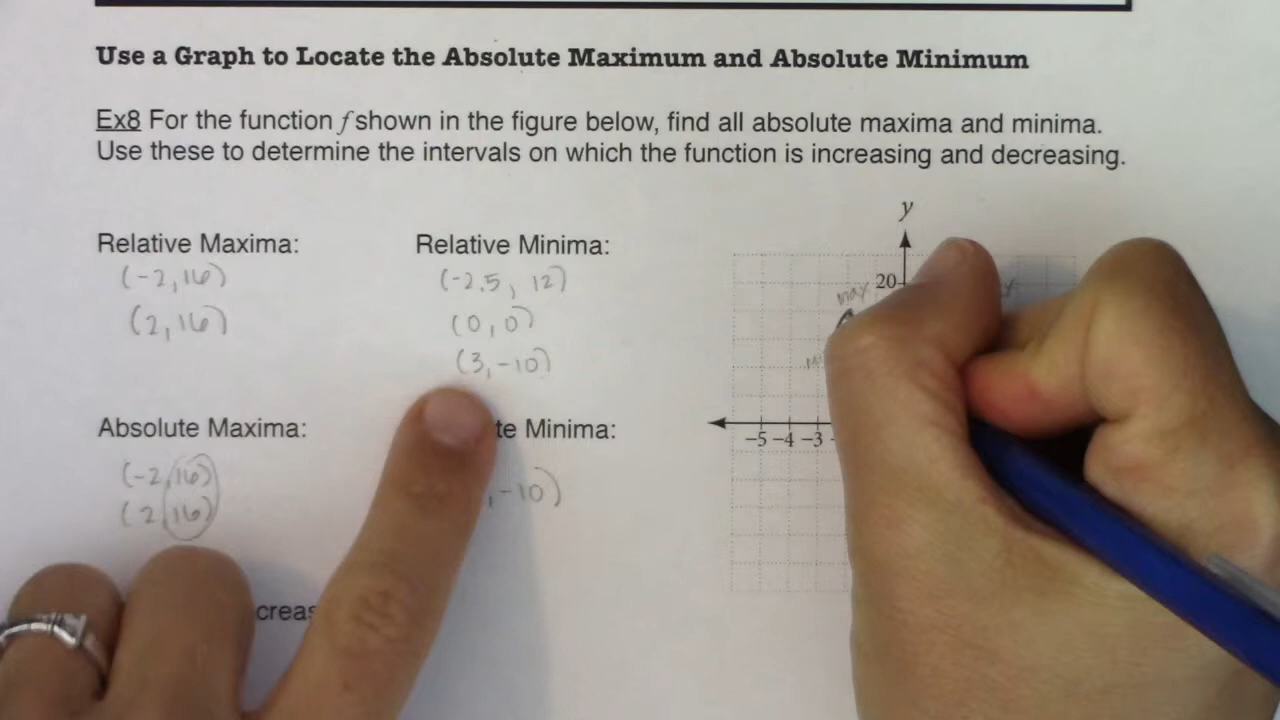 Use a Graph to Locate the Absolute Maximum and Absolute Minimum
Ex8 For the function f shown in the figure below, find all absolute maxima and minima.
Use these to determine the intervals on which the function is increasing and decreasing.
y
Relative Maxima: Relative Minima:
(-2,16) (-2.5, 12)
(2,16) (0,0)
(3,-10)
20
max
Absolute Maxima: te Minima:
-5 -4 -3
(-2,16) ,-10)
(2,16)
creas